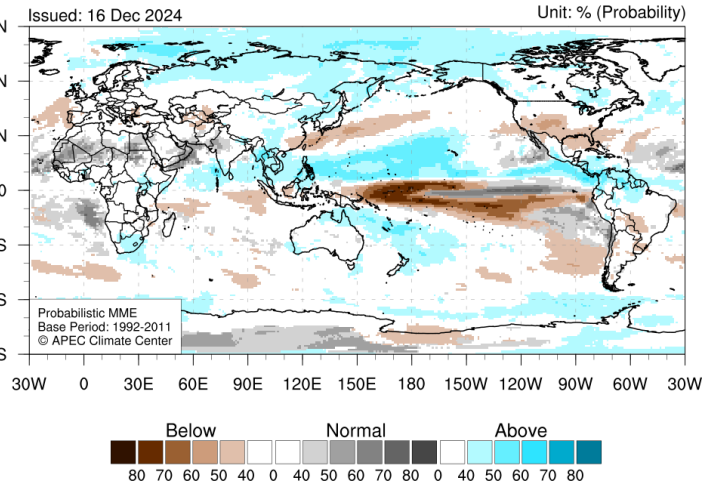 Issued: 16 Dec 2024
Unit: % (Probability)
N
N
N
0
S
S
S
Probabilistic MME
Base Period: 1992-2011
© APEC Climate Center
30W 0 30E 60E 90E 120E 150E 180 150W 120W 90W 60W 30W
Below Normal Above
80 70 60 50 40 0 40 50 60 70 80 0 40 50 60 70 80